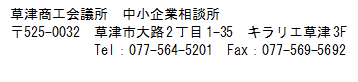 草津商工会議所　中小企業相談所
〒525-0032　草津市大路2丁目1-35　キラリエ草津3F
Tel：077-564-5201　Fax：077-569-5692